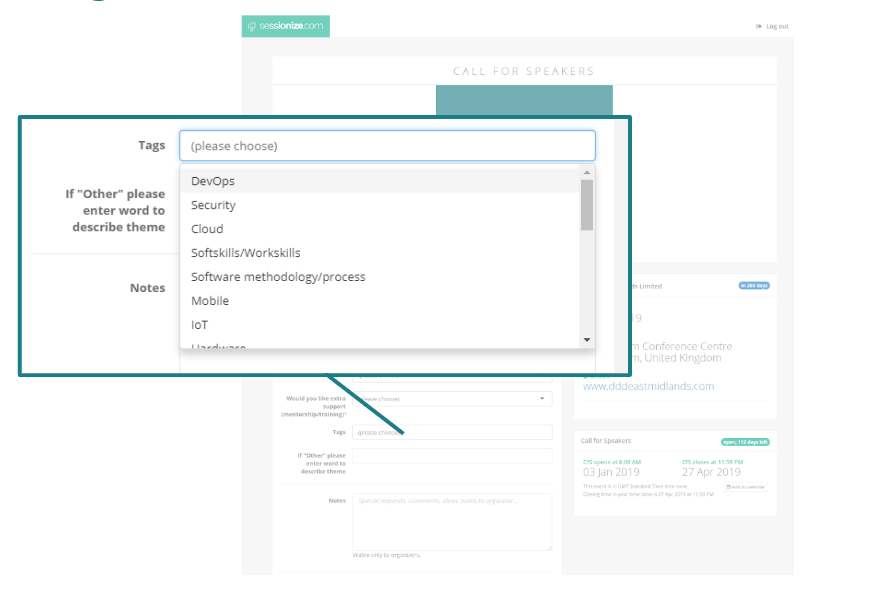 sessionize.com
Log out
CALL FOR SPEAKERS
Tags
(please choose)
DevOps
Security
Cloud
Softskills/Workskills
Software methodology/process
Mobile
IoT
Hardware
If "Other" please
enter word to
describe theme
Notes
ds Limited
in 203 days
19
m Conference Centre
m, United Kingdom
www.dddeastmidlands.com
Would you like extra
support
(mentorship/training)*
(please choose)
Tags
(please choose)
If "Other" please
enter word to
describe theme
Notes
Special requests, comments, ideas, notes to organizer...
Visible only to organizers.
Call for Speakers
open, 112 days left
CfS opens at 8:00 AM
03 Jan 2019
CfS closes at 11:59 PM
27 Apr 2019
This event is in GMT Standard Time time zone.
Closing time in your time zone is 27 Apr 2019 at 11:59 PM.
Add to calendar